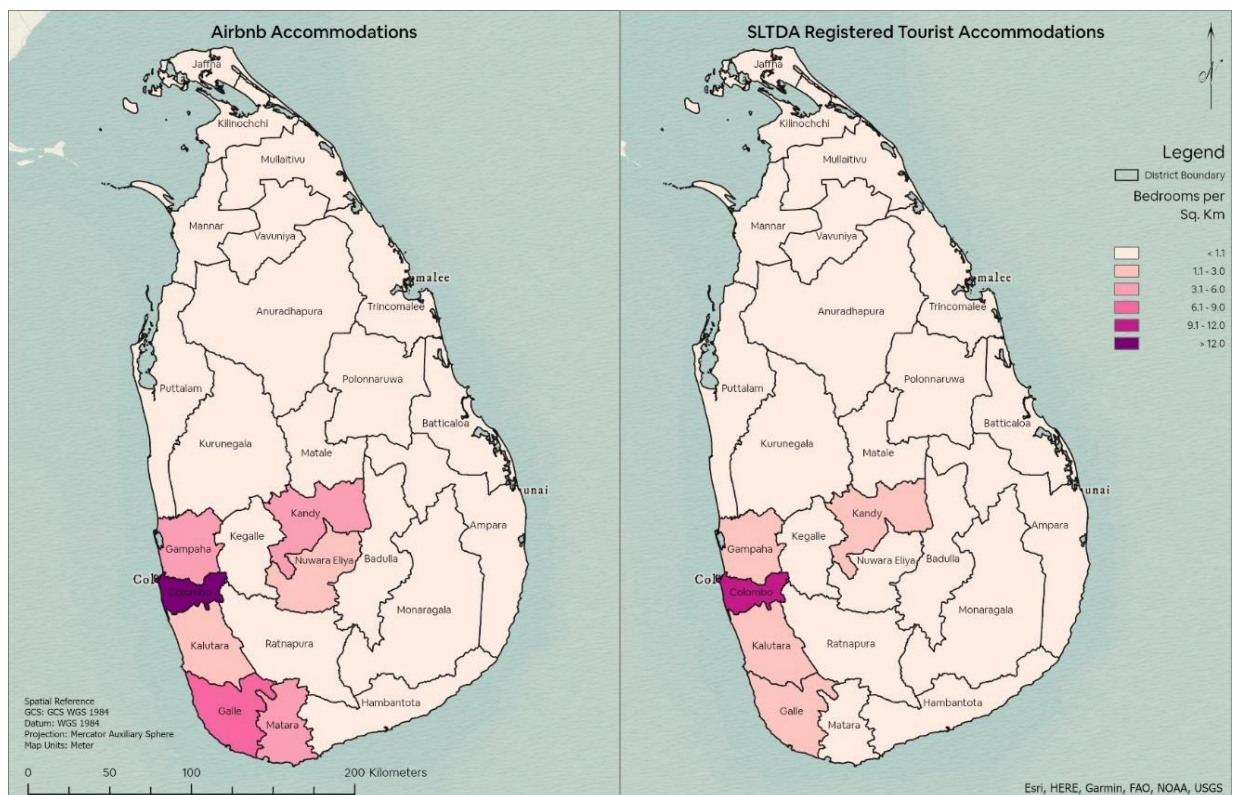 Airbnb Accommodations
Jaffna
Kilinochchi
Mullaitivu
Mannar
Vavuniya
malee
Anuradhapura
Trincomalee
Polonnaruwa
Puttalam
Batticaloa
Kurunegala
Matale
unai
Kandy
Ampara
Kegalle
Gampaha
Nuwara Eliya
Badulla
Col
Colombo
Monaragala
Kalutara
Ratnapura
Hambantota
Galle
Matara
Spatial Reference
GCS: GCS WGS 1984
Datum: WGS 1984
Projection: Mercator Auxiliary Sphere
Map Units: Meter
0 50 100 200 Kilometers
SLTDA Registered Tourist Accommodations
Jaffna
Kilinochchi
Mullaitivu
Mannar
Vavuniya
malee
Anuradhapura
Trincomalee
Polonnaruwa
Puttalam
Batticaloa
Kurunegala
Matale
unai
Kandy
Ampara
Kegalle
Gampaha
Nuwara Eliya
Badulla
Col
Colombo
Monaragala
Kalutara
Ratnapura
Hambantota
Galle
Matara
N
Legend
District Boundary
Bedrooms per
Sq. Km
< 1.1
1.1 - 3.0
3.1 - 6.0
6.1 - 9.0
9.1 - 12.0
> 12.0
Esri, HERE, Garmin, FAO, NOAA, USGS